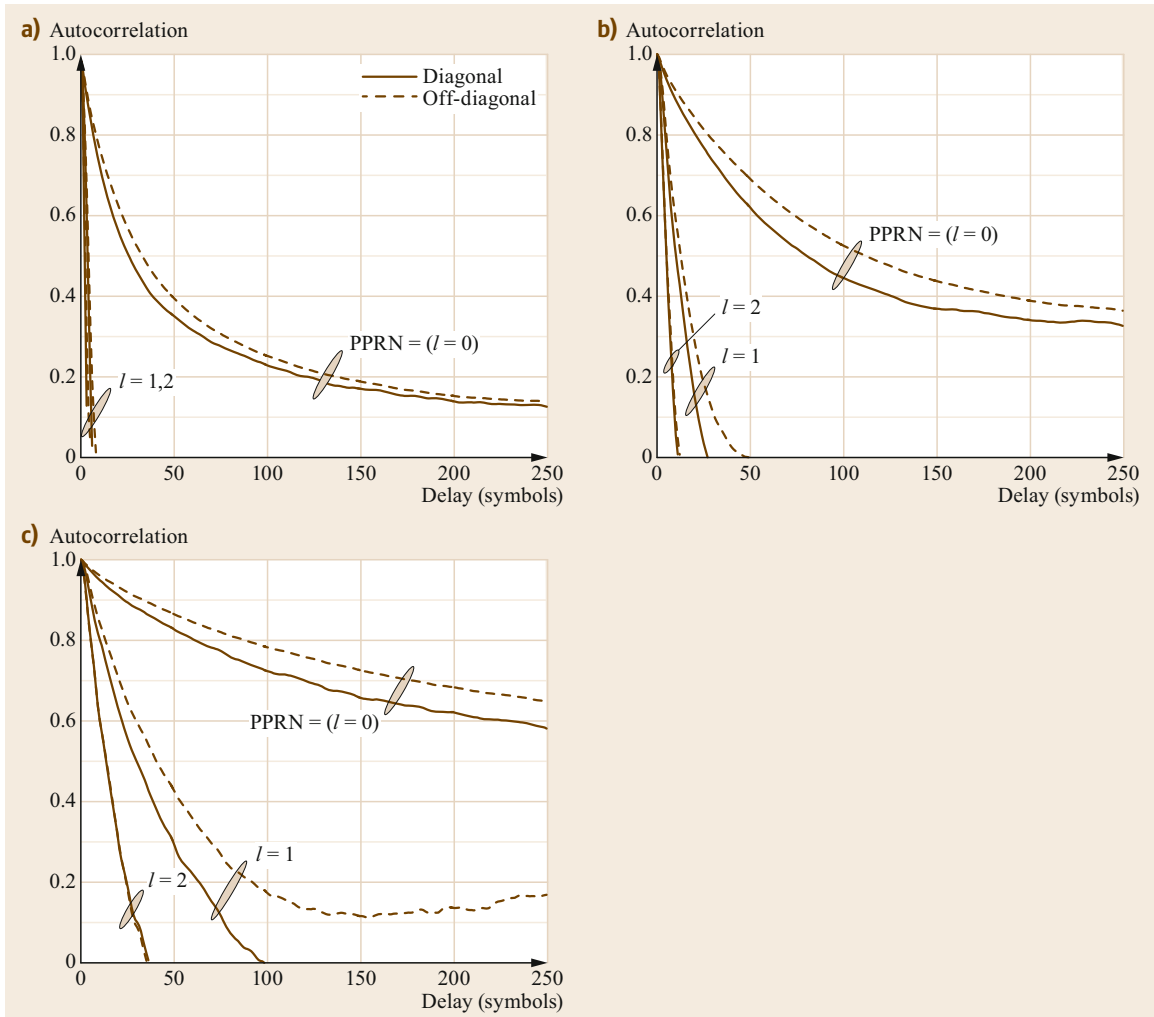 a) Autocorrelation
1.0
0.8
0.6
0.4
0.2
0
0 50 100 150 200 250
Delay (symbols)
Diagonal
Off-diagonal
PPRN = (l = 0)
l = 1,2
b) Autocorrelation
1.0
0.8
0.6
0.4
0.2
0
0 50 100 150 200 250
Delay (symbols)
PPRN = (l = 0)
l = 2
l = 1
c) Autocorrelation
1.0
0.8
0.6
0.4
0.2
0
0 50 100 150 200 250
Delay (symbols)
PPRN = (l = 0)
l = 1
l = 2